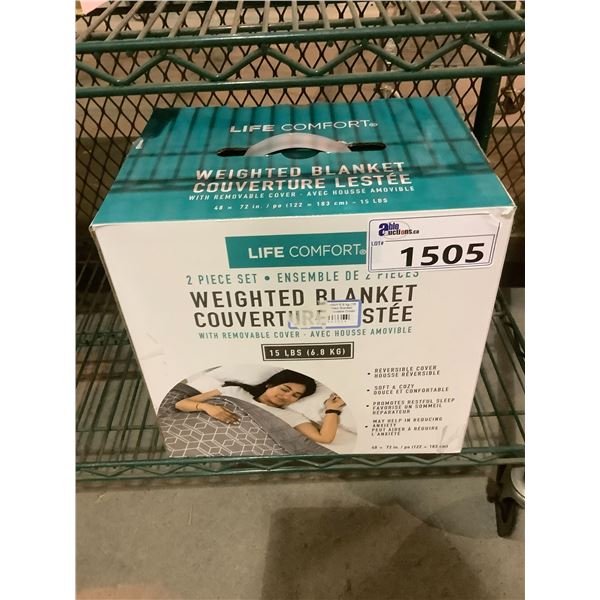 LIFE COMFORT®
WEIGHTED BLANKET
COUVERTURE LESTÉE
WITH REMOVABLE COVER - AVEC HOUSSE AMOVIBLE
48 × 72 in. / po (122 × 183 cm) - 15 LBS
able
auctions.ca
LOT#
1505
LIFE COMFORT®
2 PIECE SET • ENSEMBLE DE 2 PIÈCES
WEIGHTED BLANKET
COUVERTURE LESTÉE
WITH REMOVABLE COVER - AVEC HOUSSE AMOVIBLE
15 LBS (6.8 KG)
• REVERSIBLE COVER
HOUSSE RÉVERSIBLE
• SOFT & COZY
DOUCE ET CONFORTABLE
• PROMOTES RESTFUL SLEEP
FAVORISE UN SOMMEIL
RÉPARATEUR
• MAY HELP IN REDUCING
ANXIETY
PEUT AIDER À RÉDUIRE
L'ANXIÉTÉ
48 × 72 in. / po (122 × 183 cm)